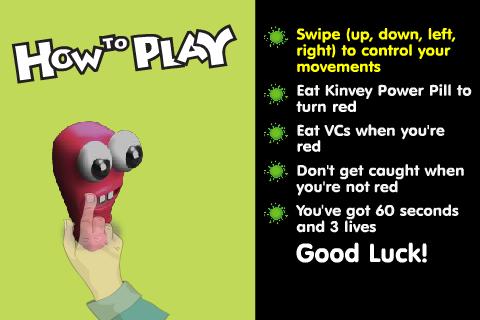 HOW TO PLAY
Swipe (up, down, left,
right) to control your
movements
Eat Kinvey Power Pill to
turn red
Eat VCs when you're
red
Don't get caught when
you're not red
You've got 60 seconds
and 3 lives
Good Luck!